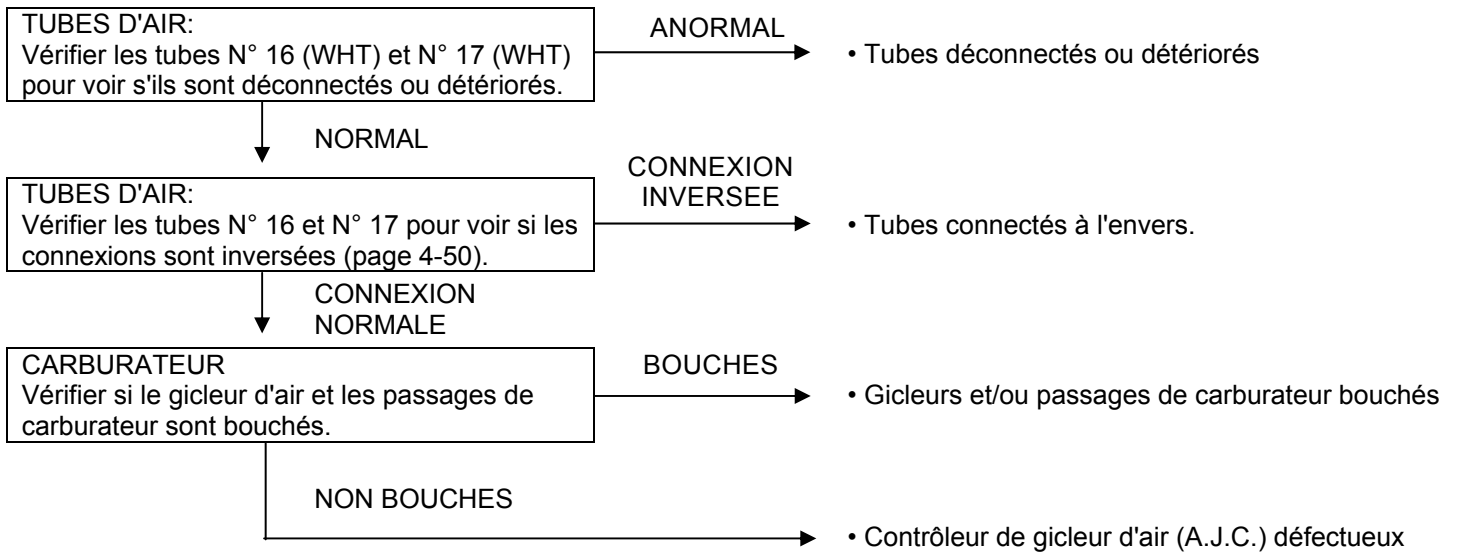 TUBES D'AIR:
Vérifier les tubes N° 16 (WHT) et N° 17 (WHT)
pour voir s'ils sont déconnectés ou détériorés.
ANORMAL
• Tubes déconnectés ou détériorés
NORMAL
TUBES D'AIR:
Vérifier les tubes N° 16 et N° 17 pour voir si les
connexions sont inversées (page 4-50).
CONNEXION
INVERSEE
• Tubes connectés à l'envers.
CONNEXION
NORMALE
CARBURATEUR
Vérifier si le gicleur d'air et les passages de
carburateur sont bouchés.
BOUCHES
• Gicleurs et/ou passages de carburateur bouchés
NON BOUCHES
• Contrôleur de gicleur d'air (A.J.C.) défectueux